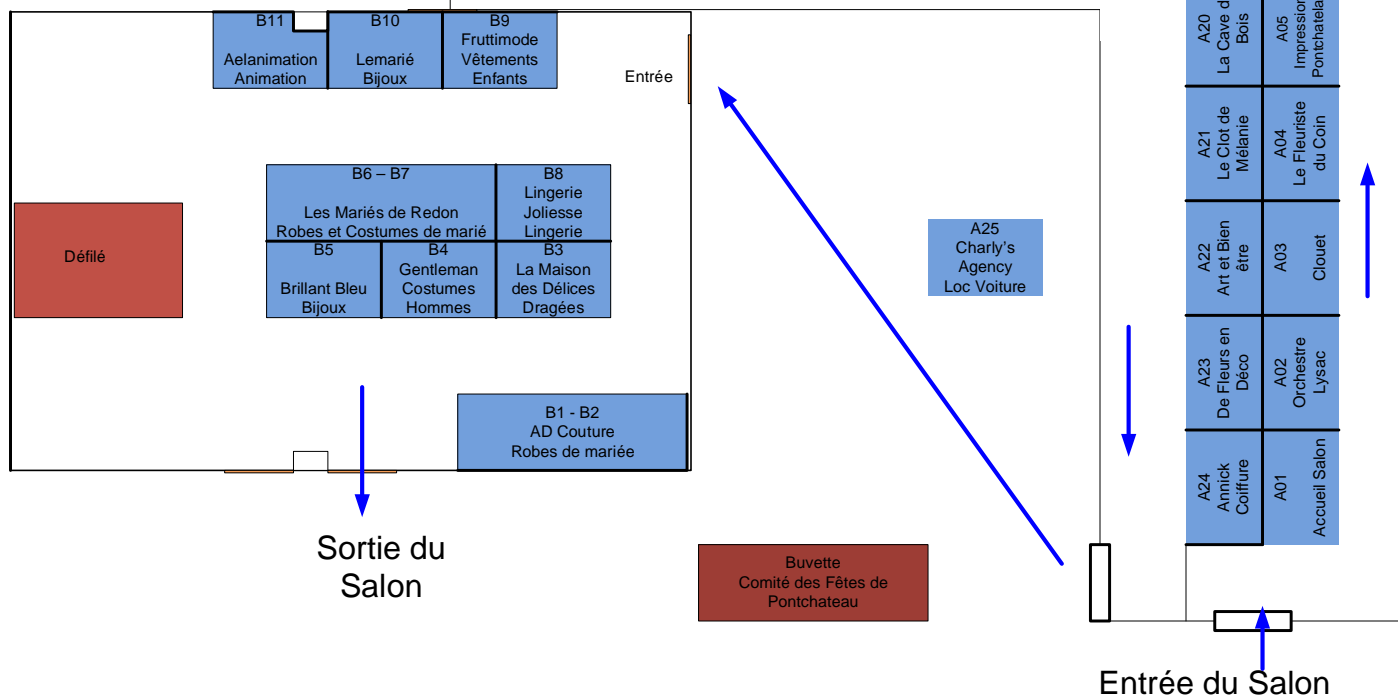 B11
Aelanimation
Animation
B10
Lemarié
Bijoux
B9
Fruttimode
Vêtements
Enfants
Entrée
B6 – B7
Les Mariés de Redon
Robes et Costumes de marié
B8
Lingerie
Joliesse
Lingerie
B5
Brillant Bleu
Bijoux
B4
Gentleman
Costumes
Hommes
B3
La Maison
des Délices
Dragées
Défilé
B1 - B2
AD Couture
Robes de mariée
Sortie du
Salon
Buvette
Comité des Fêtes de
Pontchateau
A25
Charly's
Agency
Loc Voiture
A20
La Cave d
Bois
A05
Impression
Pontchatela
A21
Le Clot de
Mélanie
A04
Le Fleuriste
du Coin
A22
Art et Bien
être
A03
Clouet
A23
De Fleurs en
Déco
A02
Orchestre
Lysac
A24
Annick
Coiffure
A01
Accueil Salon
Entrée du Salon